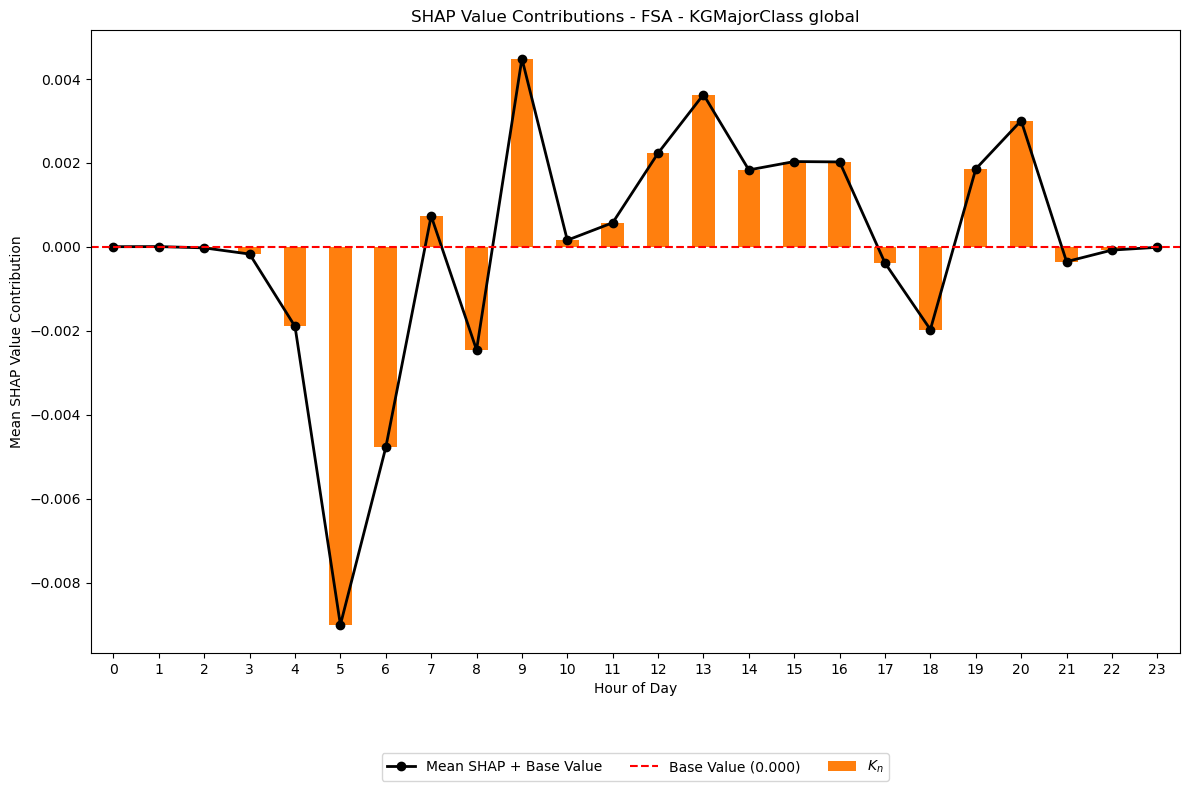 SHAP Value Contributions - FSA - KGMajorClass global
Mean SHAP Value Contribution
0.004
0.002
0.000
−0.002
−0.004
−0.006
−0.008
0 1 2 3 4 5 6 7 8 9 10 11 12 13 14 15 16 17 18 19 20 21 22 23
Hour of Day
Mean SHAP + Base Value Base Value (0.000) Kn